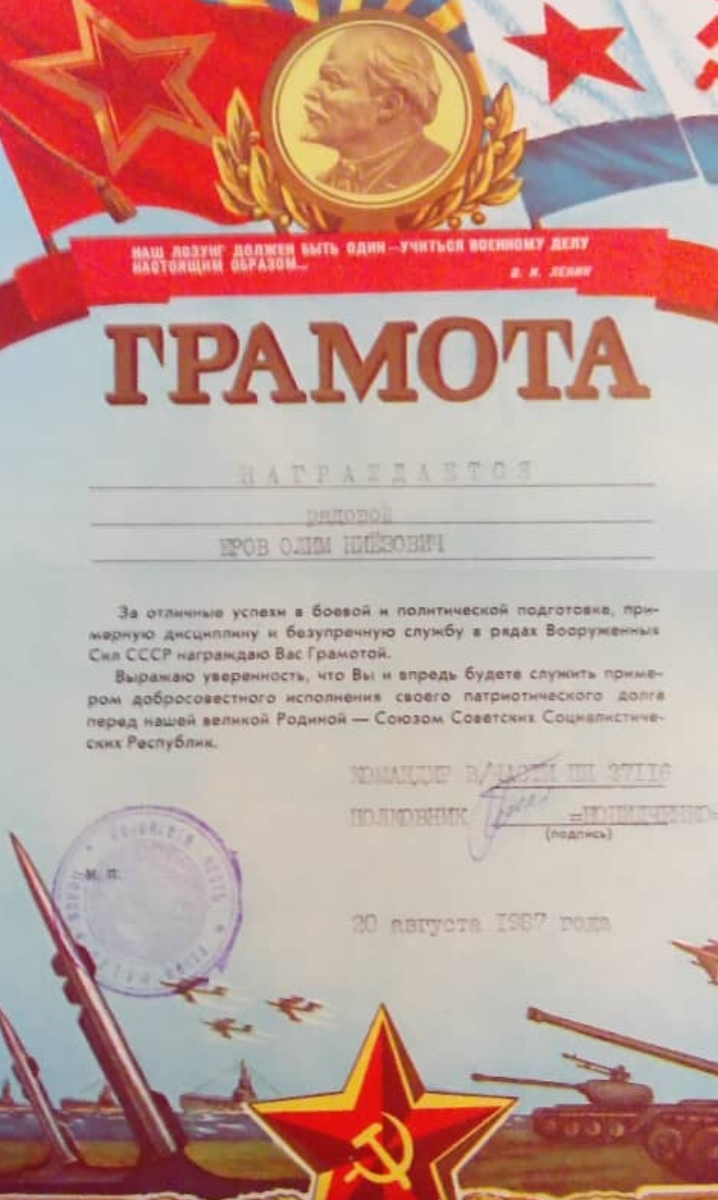 НАШ ЛОЗУНГ ДОЛЖЕН БЫТЬ ОДИН — УЧИТЬСЯ ВОЕННОМУ ДЕЛУ
НАСТОЯЩИМ ОБРАЗОМ...
В. И. ЛЕНИН
ГРАМОТА
НАГРАЖДАЕТСЯ
рядовой
ЕРОВ ОЛИМ НИЁЗОВИЧ
За отличные успехи в боевой и политической подготовке, при-
мерную дисциплину и безупречную службу в рядах Вооруженных
Сил СССР награждаю Вас Грамотой.
Выражаю уверенность, что Вы и впредь будете служить приме-
ром добросовестного исполнения своего патриотического долга
перед нашей великой Родиной — Союзом Советских Социалистиче-
ских Республик.
КОМАНДИР В/ЧАСТИ ПП 37116
ПОЛКОВНИК
(подпись)
М. П.
20 августа 1987 года